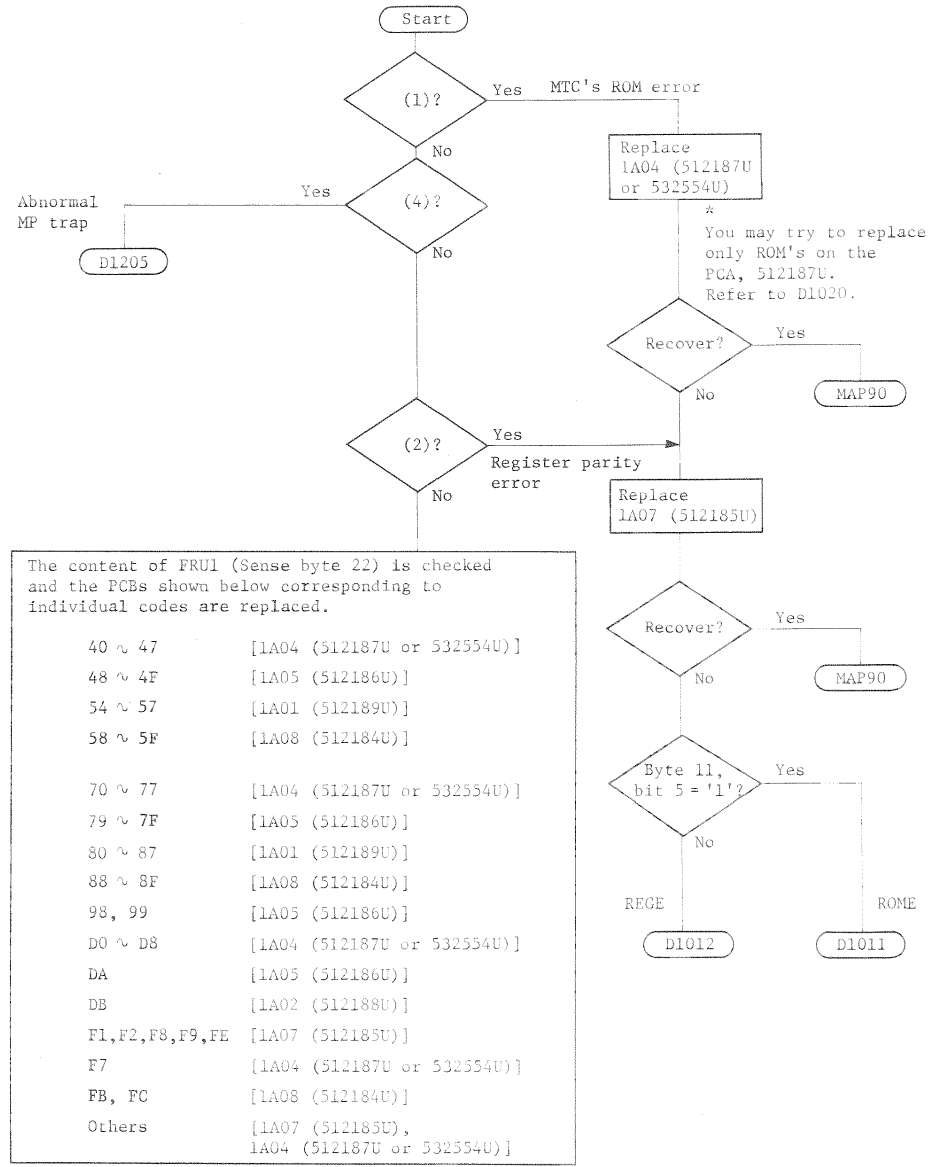 Start
(1)?
Yes
MTC's ROM error
No
Replace
1A04 (512187U
or 532554U)
*
You may try to replace
only ROM's on the
PCA, 512187U.
Refer to D1020.
(4)?
Yes
Abnormal
MP trap
D1205
No
Recover?
Yes
MAP90
No
(2)?
Yes
Register parity
error
No
Replace
1A07 (512185U)
Recover?
Yes
MAP90
No
Byte 11,
bit 5 = '1'?
Yes
No
REGE
ROME
D1012
D1011
The content of FRU1 (Sense byte 22) is checked
and the PCBs shown below corresponding to
individual codes are replaced.
40 ~ 47 [1A04 (512187U or 532554U)]
48 ~ 4F [1A05 (512186U)]
54 ~ 57 [1A01 (512189U)]
58 ~ 5F [1A08 (512184U)]
70 ~ 77 [1A04 (512187U or 532554U)]
79 ~ 7F [1A05 (512186U)]
80 ~ 87 [1A01 (512189U)]
88 ~ 8F [1A08 (512184U)]
98, 99 [1A05 (512186U)]
D0 ~ D8 [1A04 (512187U or 532554U)]
DA [1A05 (512186U)]
DB [1A02 (512188U)]
F1,F2,F8,F9,FE [1A07 (512185U)]
F7 [1A04 (512187U or 532554U)]
FB, FC [1A08 (512184U)]
Others [1A07 (512185U),
1A04 (512187U or 532554U)]